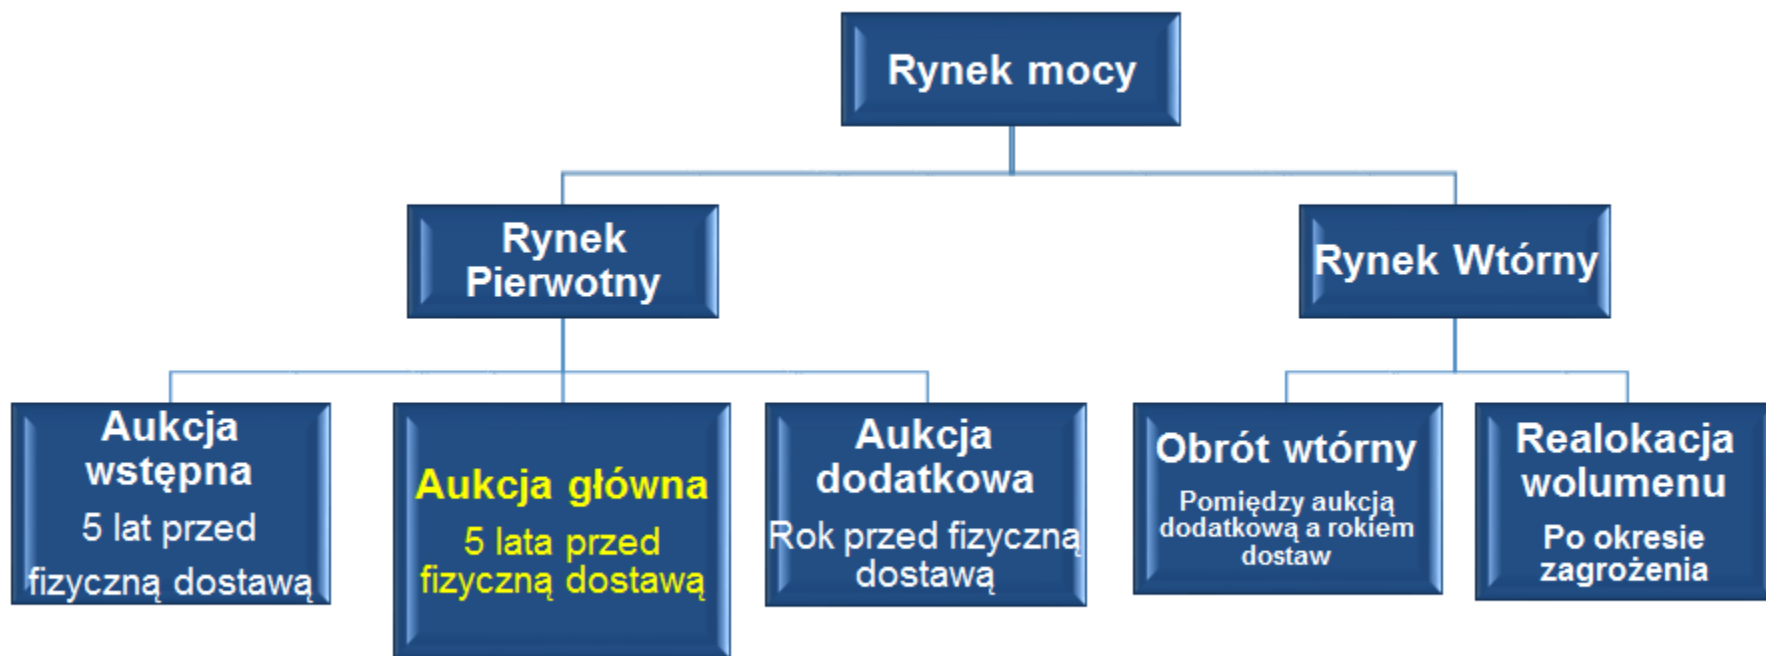 Rynek mocy
Rynek
Pierwotny
Rynek Wtórny
Aukcja
wstępna
5 lat przed
fizyczną dostawą
Aukcja główna
5 lata przed
fizyczną dostawą
Aukcja
dodatkowa
Rok przed fizyczną
dostawą
Obrót wtórny
Pomiędzy aukcją
dodatkową a rokiem
dostaw
Realokacja
wolumenu
Po okresie
zagrożenia